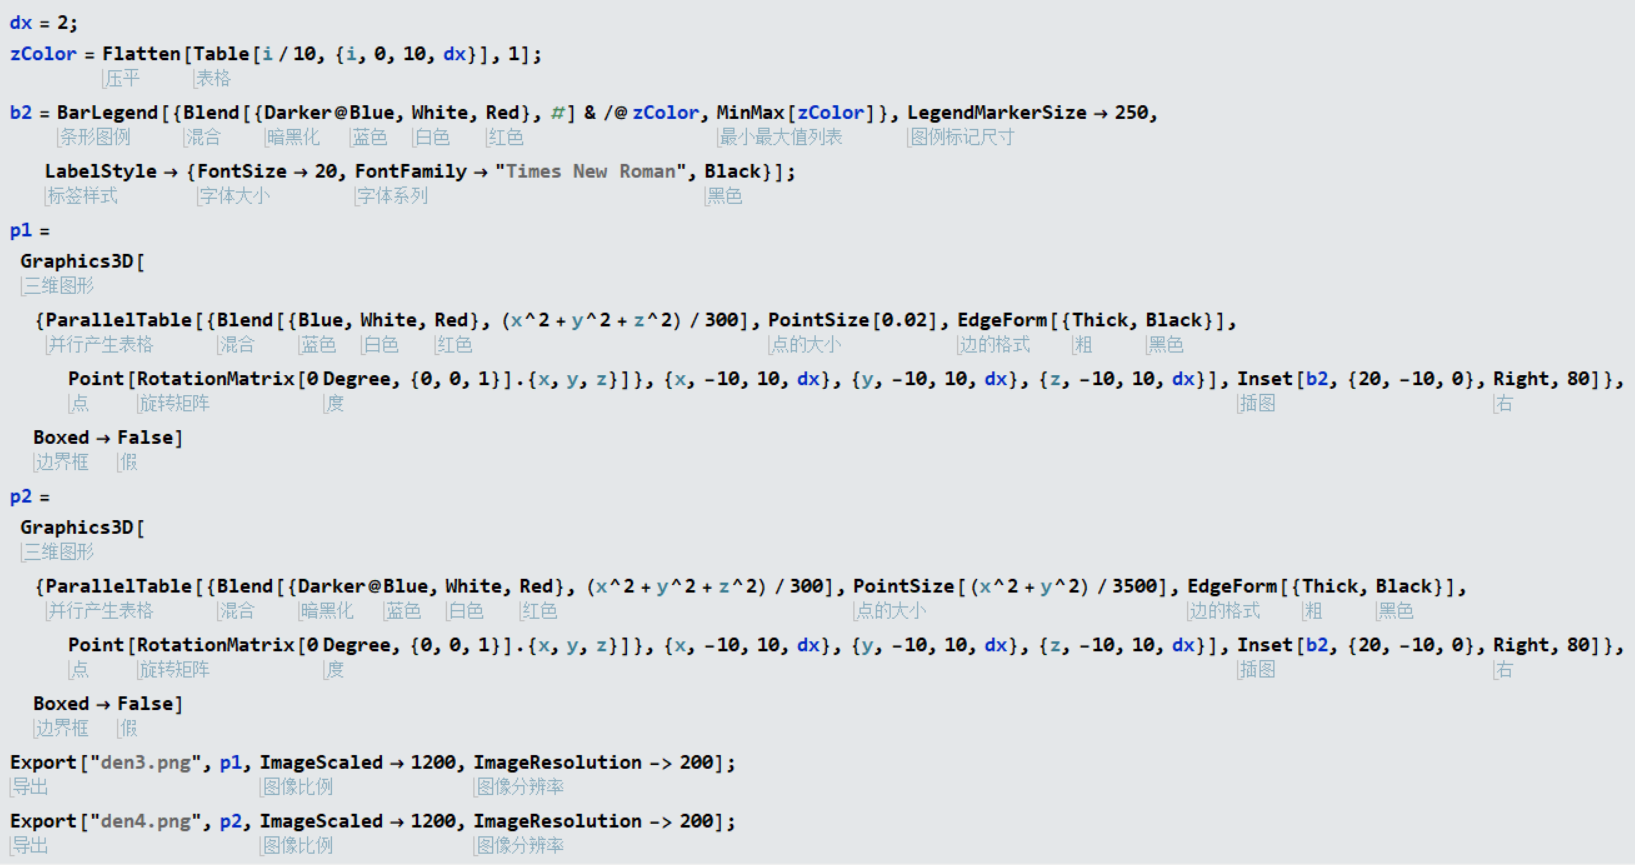 dx = 2;
zColor = Flatten[Table[i / 10, {i, 0, 10, dx}], 1];
压平 表格
b2 = BarLegend[{Blend[{Darker@Blue, White, Red}, #] & /@ zColor, MinMax[zColor]}, LegendMarkerSize → 250,
条形图例 混合 暗黑化 蓝色 白色 红色 最小最大值列表 图例标记尺寸
LabelStyle → {FontSize → 20, FontFamily → "Times New Roman", Black}];
标签样式 字体大小 字体系列 黑色
p1 =
Graphics3D[
三维图形
{ParallelTable[{Blend[{Blue, White, Red}, (x^2 + y^2 + z^2) / 300], PointSize[0.02], EdgeForm[{Thick, Black}],
并行产生表格 混合 蓝色 白色 红色 点的大小 边的格式 粗 黑色
Point[RotationMatrix[0 Degree, {0, 0, 1}].{x, y, z}]}, {x, -10, 10, dx}, {y, -10, 10, dx}, {z, -10, 10, dx}], Inset[b2, {20, -10, 0}, Right, 80]},
点 旋转矩阵 度 插图 右
Boxed → False]
边界框 假
p2 =
Graphics3D[
三维图形
{ParallelTable[{Blend[{Darker@Blue, White, Red}, (x^2 + y^2 + z^2) / 300], PointSize[(x^2 + y^2) / 3500], EdgeForm[{Thick, Black}],
并行产生表格 混合 暗黑化 蓝色 白色 红色 点的大小 边的格式 粗 黑色
Point[RotationMatrix[0 Degree, {0, 0, 1}].{x, y, z}]}, {x, -10, 10, dx}, {y, -10, 10, dx}, {z, -10, 10, dx}], Inset[b2, {20, -10, 0}, Right, 80]},
点 旋转矩阵 度 插图 右
Boxed → False]
边界框 假
Export["den3.png", p1, ImageScaled → 1200, ImageResolution -> 200];
导出 图像比例 图像分辨率
Export["den4.png", p2, ImageScaled → 1200, ImageResolution -> 200];
导出 图像比例 图像分辨率